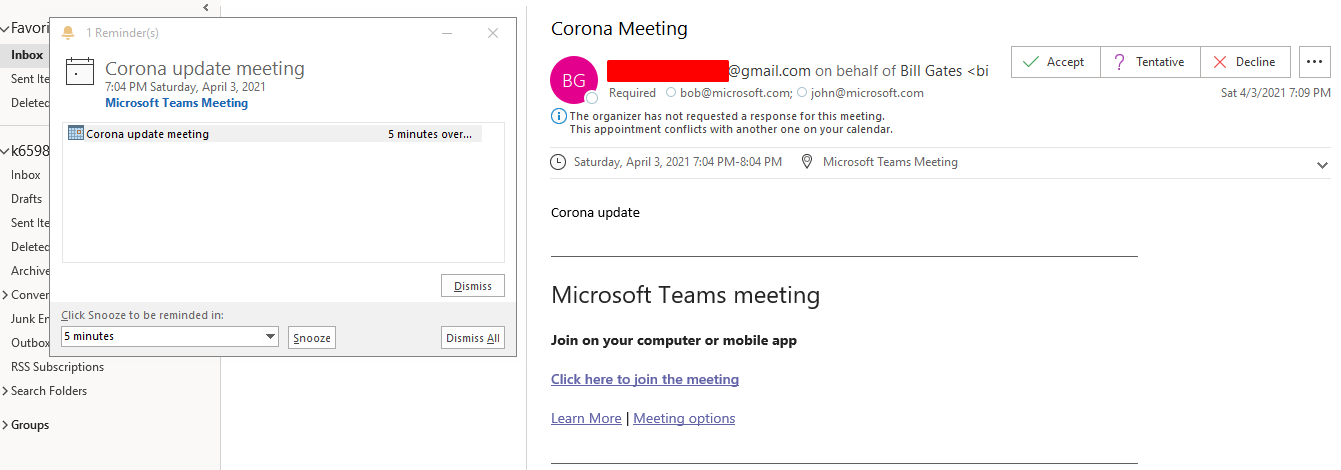 Favori
Inbox
Sent Ite
Deleted
k6598
Inbox
Drafts
Sent Ite
Deleted
Archive
Conver
Junk En
Outbox
RSS Subscriptions
Search Folders
Groups
1 Reminder(s)
Corona update meeting
7:04 PM Saturday, April 3, 2021
Microsoft Teams Meeting
Corona update meeting 5 minutes over...
Dismiss
Click Snooze to be reminded in:
5 minutes Snooze Dismiss All
Corona Meeting
BG
@gmail.com on behalf of Bill Gates <bi
Accept ? Tentative Decline ...
Required bob@microsoft.com; john@microsoft.com
Sat 4/3/2021 7:09 PM
The organizer has not requested a response for this meeting.
This appointment conflicts with another one on your calendar.
Saturday, April 3, 2021 7:04 PM-8:04 PM Microsoft Teams Meeting
Corona update
Microsoft Teams meeting
Join on your computer or mobile app
Click here to join the meeting
Learn More | Meeting options